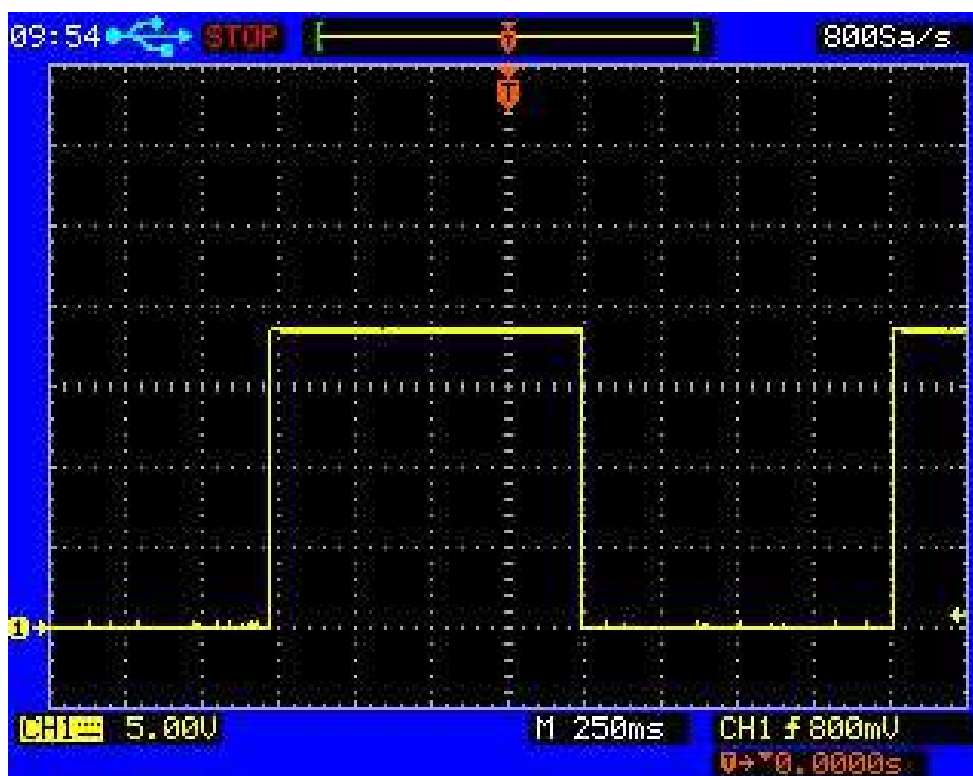 09:54 STOP T 800Sa/s
T
1
CH1 5.00V M 250ms CH1 800mV
T→▼0.0000s